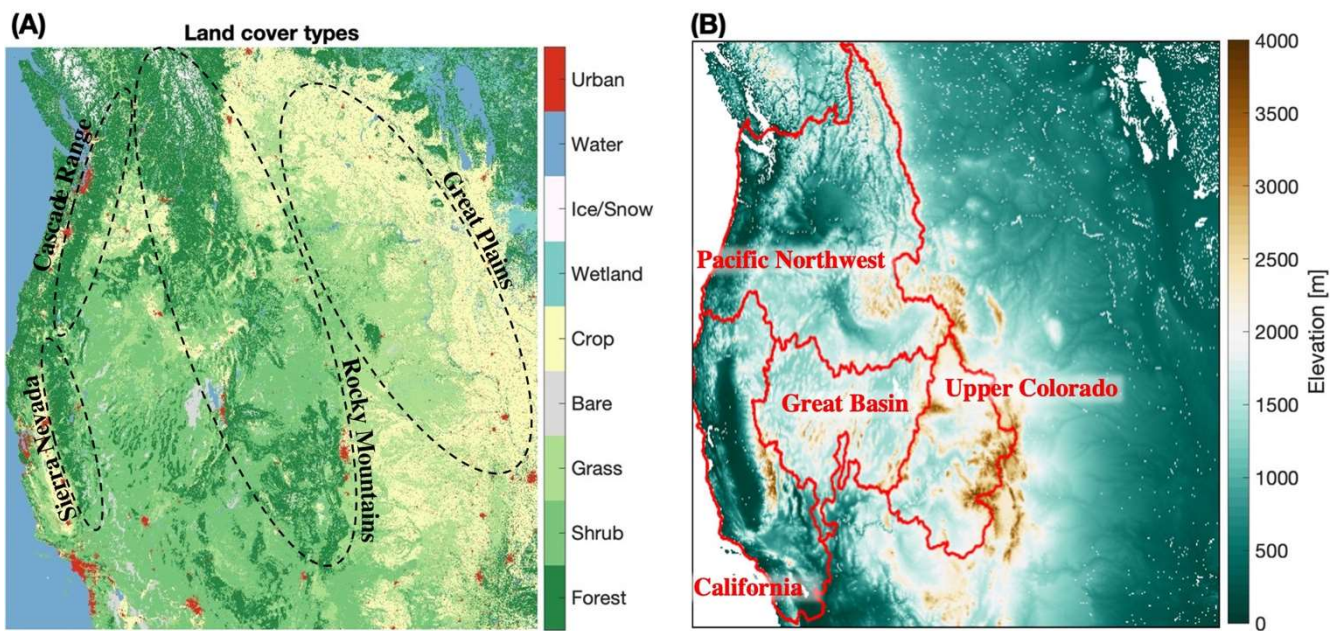 (A)
Land cover types
Cascade Range
Sierra Nevada
Rocky Mountains
Great Plains
Urban
Water
Ice/Snow
Wetland
Crop
Bare
Grass
Shrub
Forest
(B)
Pacific Northwest
Great Basin
Upper Colorado
California
4000
3500
3000
2500
2000
1500
1000
500
0
Elevation [m]